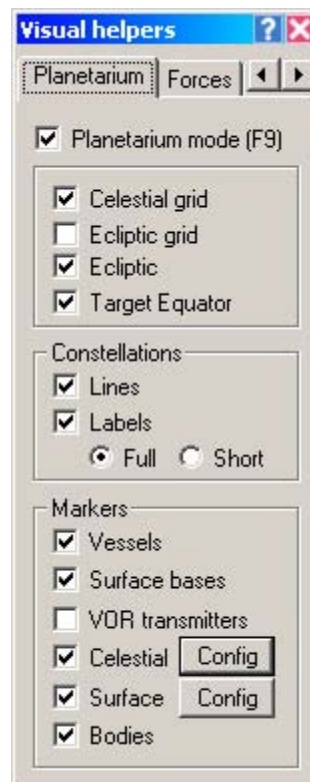 Visual helpers ?
Planetarium Forces
Planetarium mode (F9)
Celestial grid
Ecliptic grid
Ecliptic
Target Equator
Constellations
Lines
Labels
Full Short
Markers
Vessels
Surface bases
VOR transmitters
Celestial Config
Surface Config
Bodies